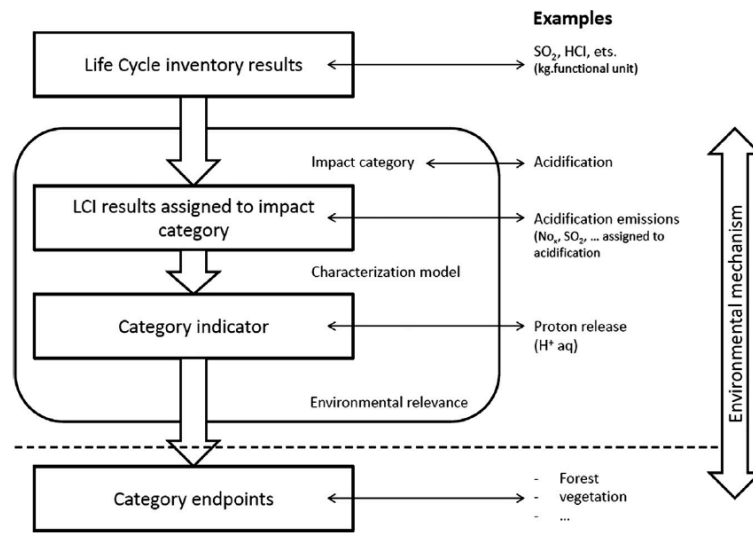 Examples
Life Cycle inventory results
SO2, HCl, ets.
(kg.functional unit)
Impact category
Acidification
LCI results assigned to impact
category
Acidification emissions
(Nox, SO2, ... assigned to
acidification
Characterization model
Category indicator
Proton release
(H+ aq)
Environmental relevance
Category endpoints
- Forest
- vegetation
- ...
Environmental mechanism